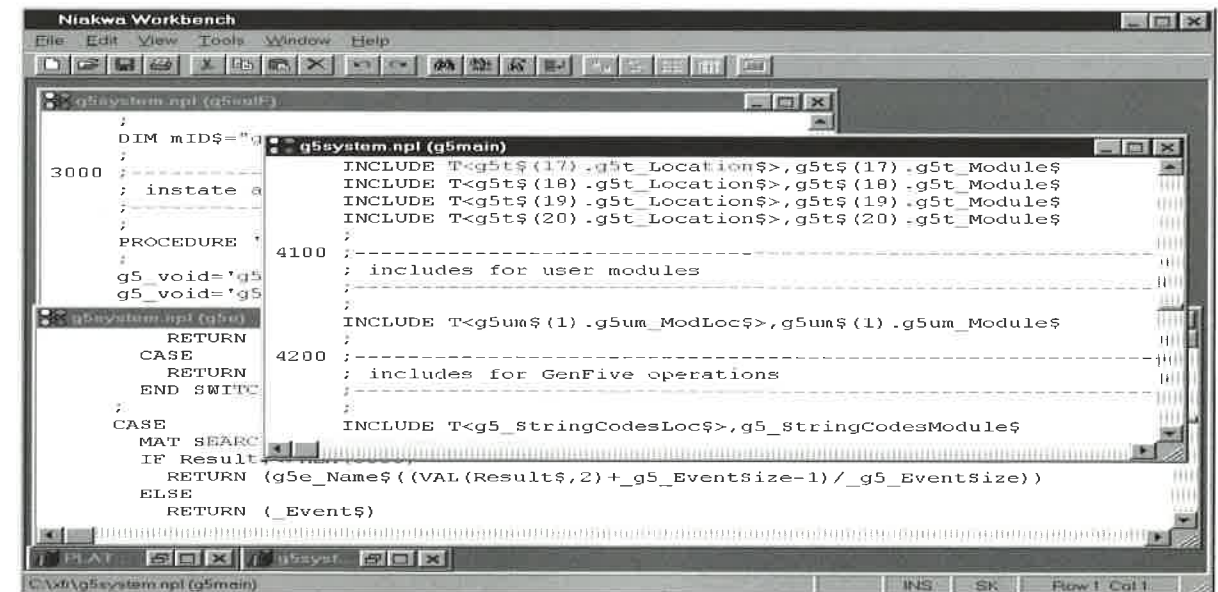 Niakwa Workbench
File Edit View Tools Window Help
g5system.npl
;
DIM mID$="g
;
3000 ;
; instate a
;
;
PROCEDURE '
;
g5_void='g5
g5_void='g5
g5system.npl (g5main)
INCLUDE T<g5t$(17).g5t_Location$>,g5t$(17).g5t_Module$
INCLUDE T<g5t$(18).g5t_Location$>,g5t$(18).g5t_Module$
INCLUDE T<g5t$(19).g5t_Location$>,g5t$(19).g5t_Module$
INCLUDE T<g5t$(20).g5t_Location$>,g5t$(20).g5t_Module$
;
4100 ;------------------------------------------------------------
; includes for user modules
;------------------------------------------------------------
;
INCLUDE T<g5um$(1).g5um_ModLoc$>,g5um$(1).g5um_Module$
;
4200 ;------------------------------------------------------------
; includes for GenFive operations
;------------------------------------------------------------
;
INCLUDE T<g5_StringCodesLoc$>,g5_StringCodesModule$
g5system.npl (g5e)
RETURN
CASE
RETURN
END SWITC
;
CASE
MAT SEARC
IF Result
RETURN (g5e_Name$((VAL(Result$,2)+_g5_EventSize-1)/_g5_EventSize))
ELSE
RETURN (_Event$)
PLAT
g5syst...
C:\xfr\g5system.npl (g5main)
INS SK Row 1 Col 1